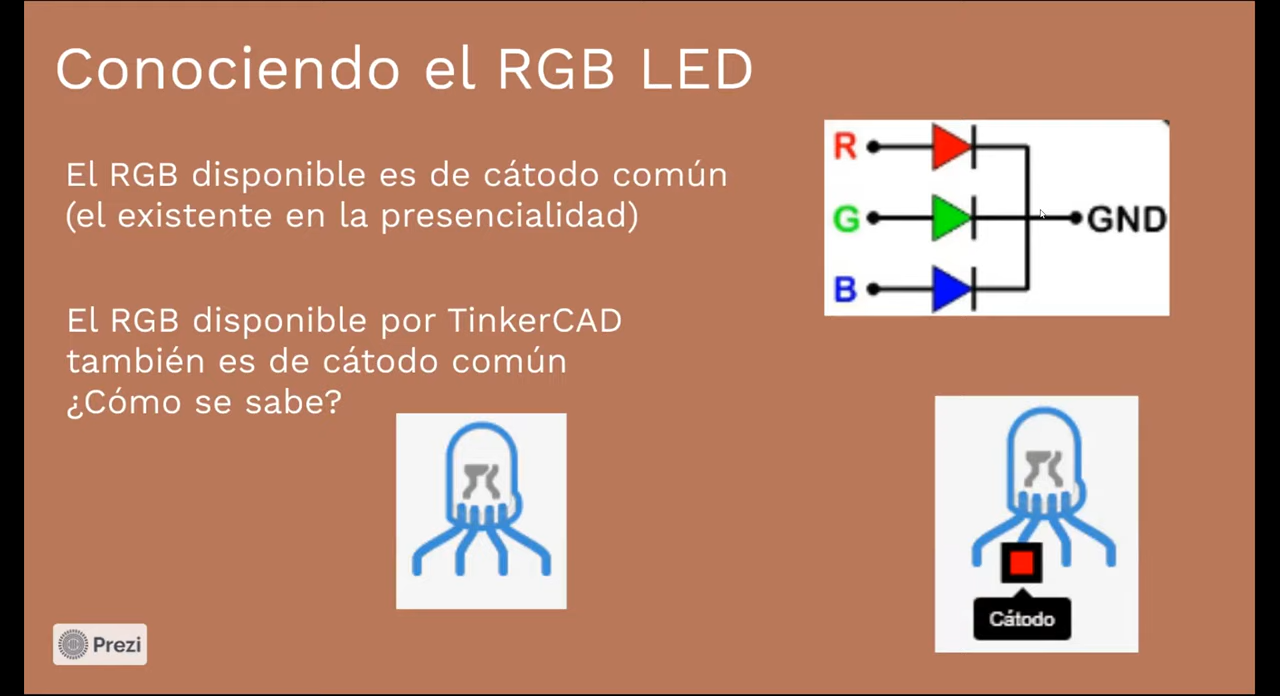 Conociendo el RGB LED
El RGB disponible es de cátodo común
(el existente en la presencialidad)
R
G
GND
B
El RGB disponible por TinkerCAD
también es de cátodo común
¿Cómo se sabe?
Cátodo
Prezi